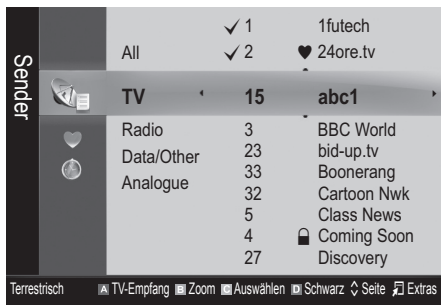 Sender
✓ 1 1futech
All ✓ 2 ♥ 24ore.tv
TV 15 abc1
Radio 3 BBC World
Data/Other 23 bid-up.tv
Analogue 33 Boonerang
32 Cartoon Nwk
5 Class News
4 Coming Soon
27 Discovery
Terrestrisch A TV-Empfang B Zoom C Auswählen D Schwarz Seite Extras